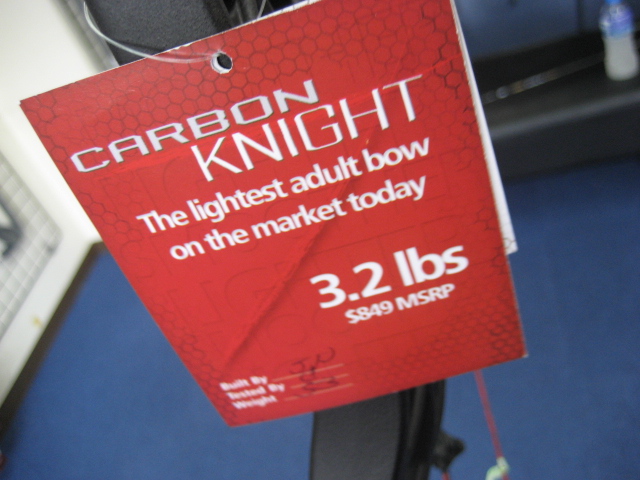 CARBON
KNIGHT
The lightest adult bow
on the market today
3.2 lbs
$849 MSRP
Built By
Tested By
Weight